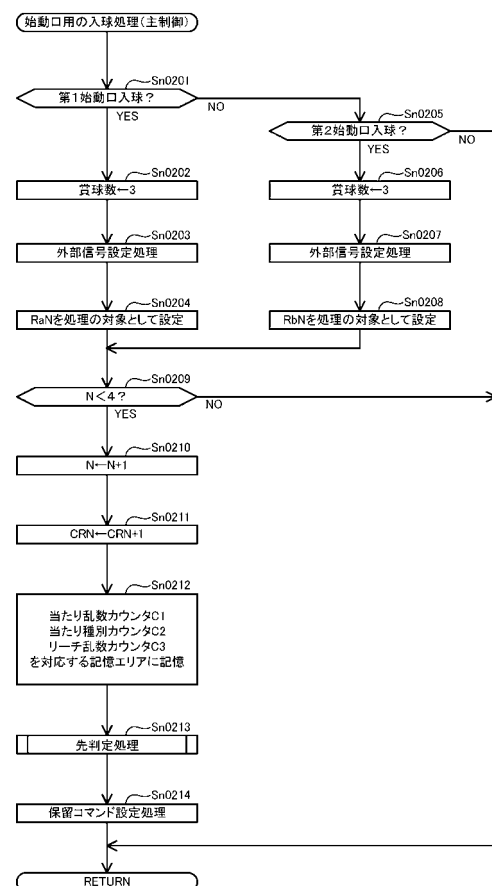 始動口用の入球処理(主制御)
Sn0201
第1始動口入球?
NO
YES
Sn0205
第2始動口入球?
NO
YES
Sn0202
賞球数←3
Sn0206
賞球数←3
Sn0203
外部信号設定処理
Sn0207
外部信号設定処理
Sn0204
RaNを処理の対象として設定
Sn0208
RbNを処理の対象として設定
Sn0209
N<4?
NO
YES
Sn0210
N←N+1
Sn0211
CRN←CRN+1
Sn0212
当たり乱数カウンタC1
当たり種別カウンタC2
リーチ乱数カウンタC3
を対応する記憶エリアに記憶
Sn0213
先判定処理
Sn0214
保留コマンド設定処理
RETURN